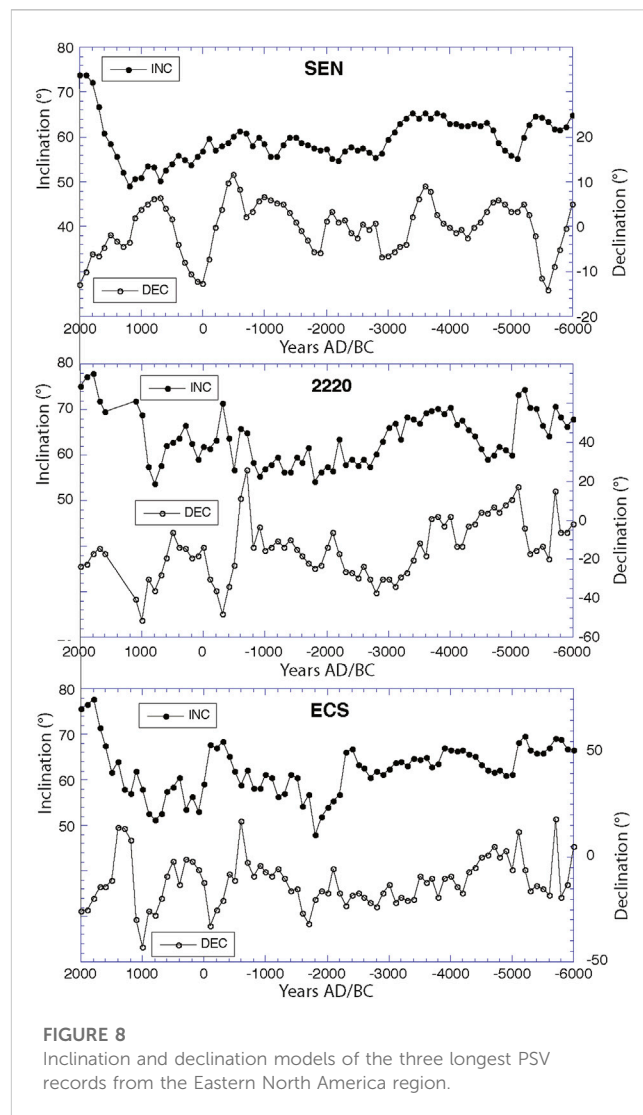 SEN
INC
DEC
Inclination (°)
80
70
60
50
40
Declination (°)
20
10
0
-10
-20
2000 1000 0 -1000 -2000 -3000 -4000 -5000 -6000
Years AD/BC
2220
INC
DEC
Inclination (°)
80
70
60
50
Declination (°)
40
20
0
-20
-40
-60
2000 1000 0 -1000 -2000 -3000 -4000 -5000 -6000
Years AD/BC
ECS
INC
DEC
Inclination (°)
80
70
60
50
Declination (°)
50
0
-50
2000 1000 0 -1000 -2000 -3000 -4000 -5000 -6000
Years AD/BC
FIGURE 8
Inclination and declination models of the three longest PSV
records from the Eastern North America region.